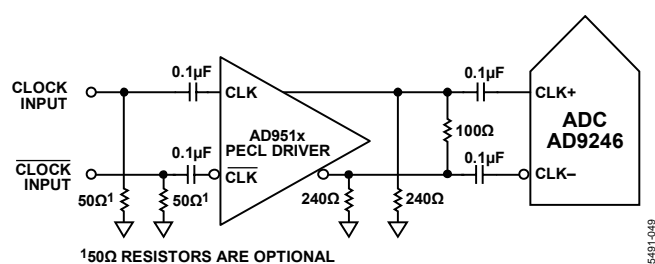 CLOCK
INPUT
0.1µF
CLK
AD951x
PECL DRIVER
0.1µF
CLK+
100Ω
ADC
AD9246
CLOCK
INPUT
0.1µF
CLK
0.1µF
CLK–
50Ω¹
50Ω¹
240Ω
240Ω
¹50Ω RESISTORS ARE OPTIONAL
5491-049